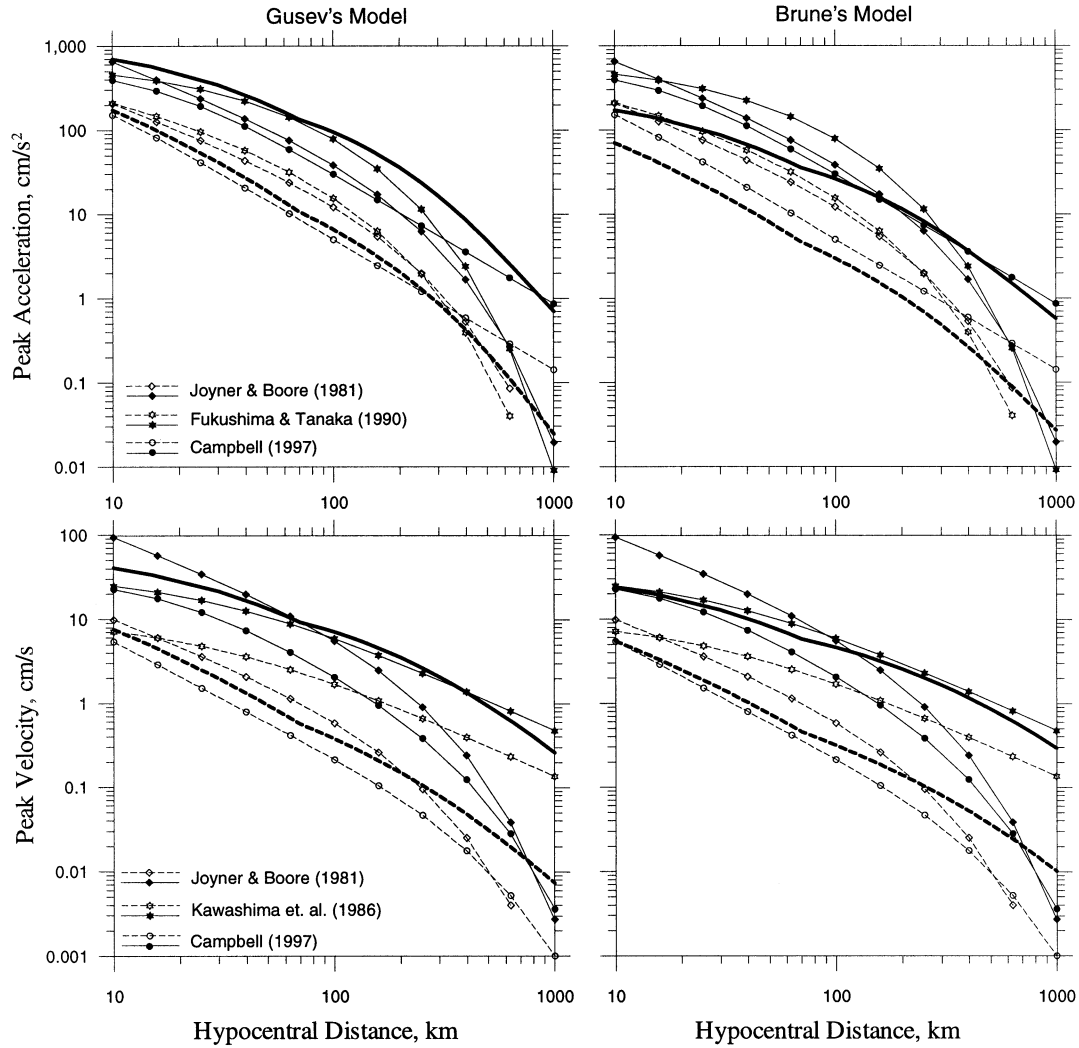 Gusev's Model
Brune's Model
Peak Acceleration, cm/s²
1,000
100
10
1
0.1
0.01
Joyner & Boore (1981)
Fukushima & Tanaka (1990)
Campbell (1997)
10 100 1000
10 100 1000
Peak Velocity, cm/s
100
10
1
0.1
0.01
0.001
Joyner & Boore (1981)
Kawashima et. al. (1986)
Campbell (1997)
10 100 1000
10 100 1000
Hypocentral Distance, km
Hypocentral Distance, km